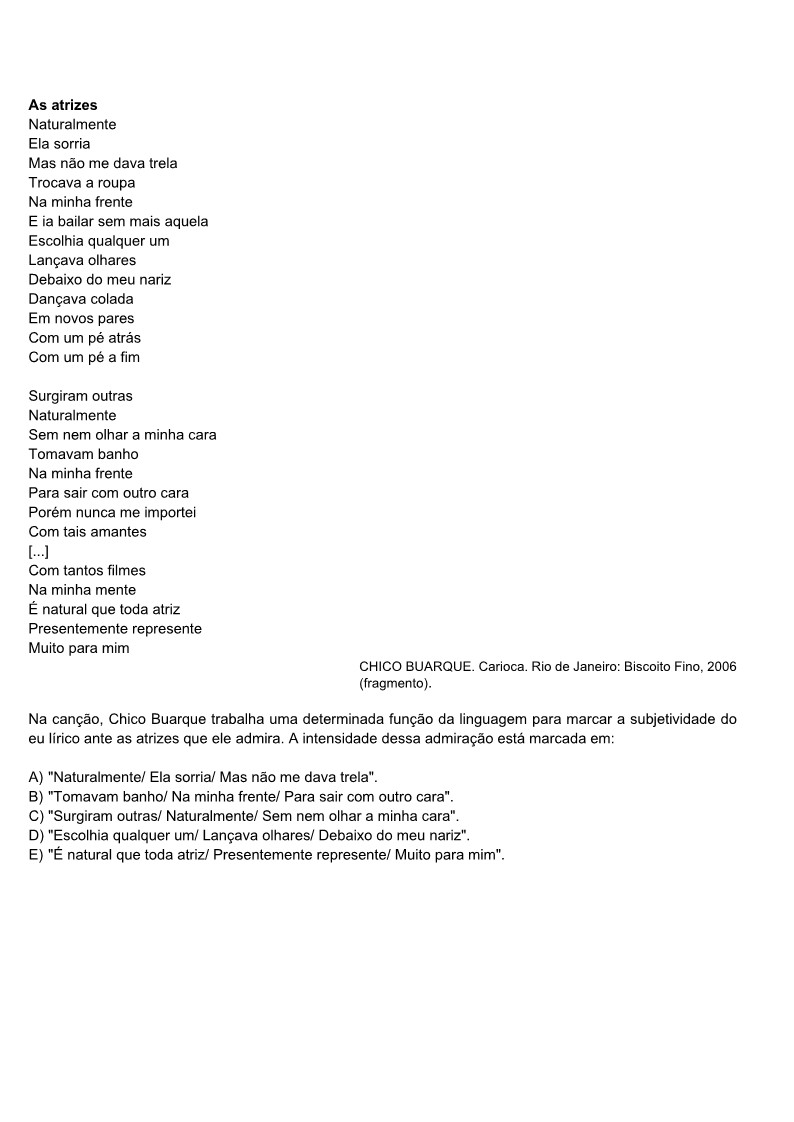 As atrizes
Naturalmente
Ela sorria
Mas não me dava trela
Trocava a roupa
Na minha frente
E ia bailar sem mais aquela
Escolhia qualquer um
Lançava olhares
Debaixo do meu nariz
Dançava colada
Em novos pares
Com um pé atrás
Com um pé a fim

Surgiram outras
Naturalmente
Sem nem olhar a minha cara
Tomavam banho
Na minha frente
Para sair com outro cara
Porém nunca me importei
Com tais amantes
[...]
Com tantos filmes
Na minha mente
É natural que toda atriz
Presentemente represente
Muito para mim
CHICO BUARQUE. Carioca. Rio de Janeiro: Biscoito Fino, 2006
(fragmento).

Na canção, Chico Buarque trabalha uma determinada função da linguagem para marcar a subjetividade do
eu lírico ante as atrizes que ele admira. A intensidade dessa admiração está marcada em:

A) "Naturalmente/ Ela sorria/ Mas não me dava trela".
B) "Tomavam banho/ Na minha frente/ Para sair com outro cara".
C) "Surgiram outras/ Naturalmente/ Sem nem olhar a minha cara".
D) "Escolhia qualquer um/ Lançava olhares/ Debaixo do meu nariz".
E) "É natural que toda atriz/ Presentemente represente/ Muito para mim".